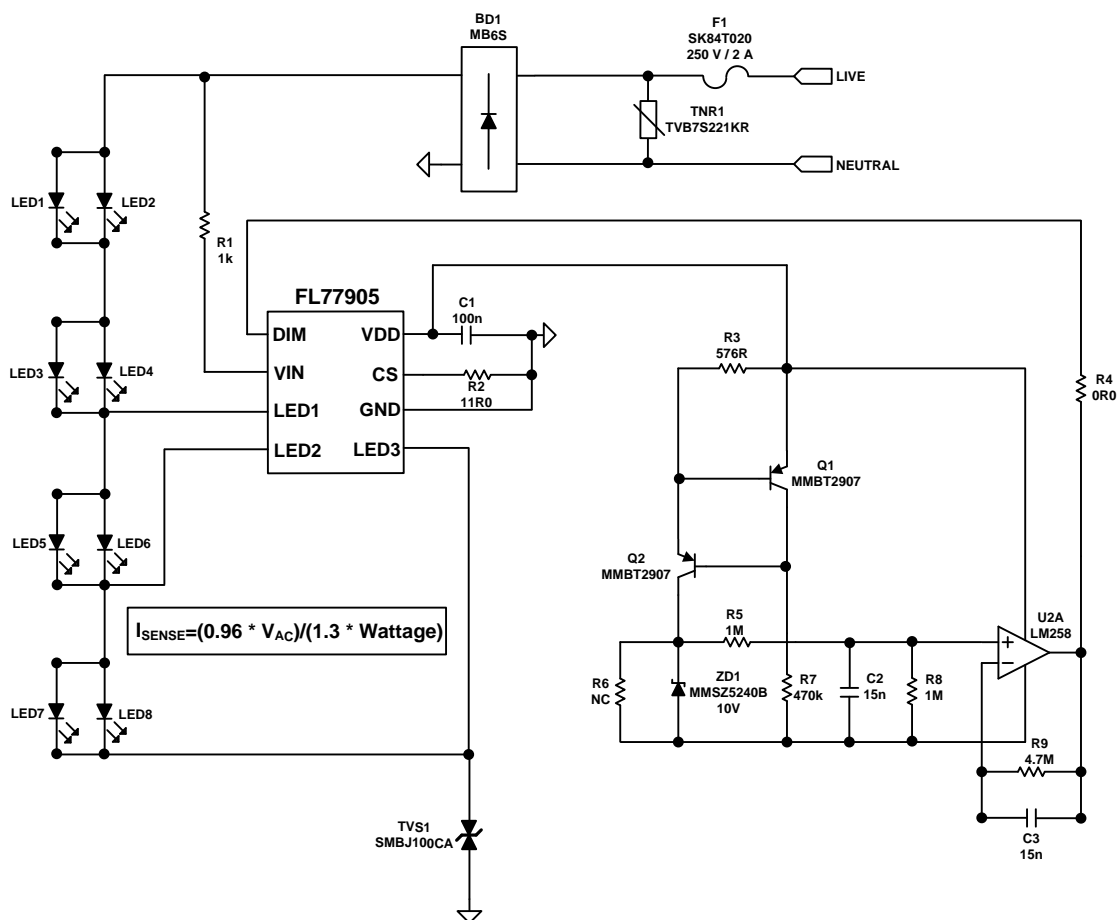 BD1
MB6S
F1
SK84T020
250 V / 2 A
LIVE
TNR1
TVB7S221KR
NEUTRAL
LED1
LED2
R1
1k
FL77905
C1
100n
DIM
VDD
VIN
CS
R2
11R0
LED1
GND
LED2
LED3
LED3
LED4
R3
576R
R4
0R0
Q1
MMBT2907
Q2
MMBT2907
LED5
LED6
ISENSE=(0.96 * VAC)/(1.3 * Wattage)
R5
1M
U2A
LM258
+
−
R6
NC
ZD1
MMSZ5240B
10V
R7
470k
C2
15n
R8
1M
LED7
LED8
R9
4.7M
C3
15n
TVS1
SMBJ100CA